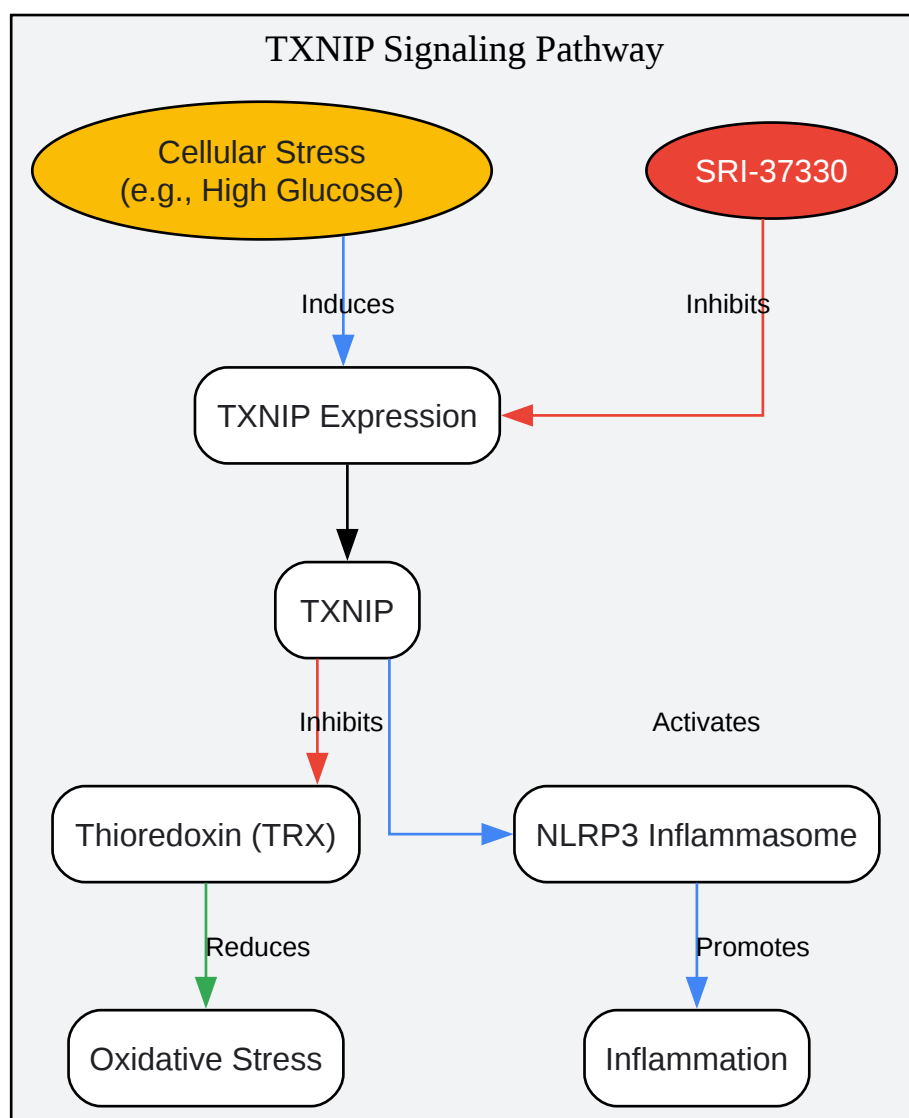 TXNIP Signaling Pathway
Cellular Stress
(e.g., High Glucose)
SRI-37330
Induces
Inhibits
TXNIP Expression
TXNIP
Inhibits
Activates
Thioredoxin (TRX)
NLRP3 Inflammasome
Reduces
Promotes
Oxidative Stress
Inflammation